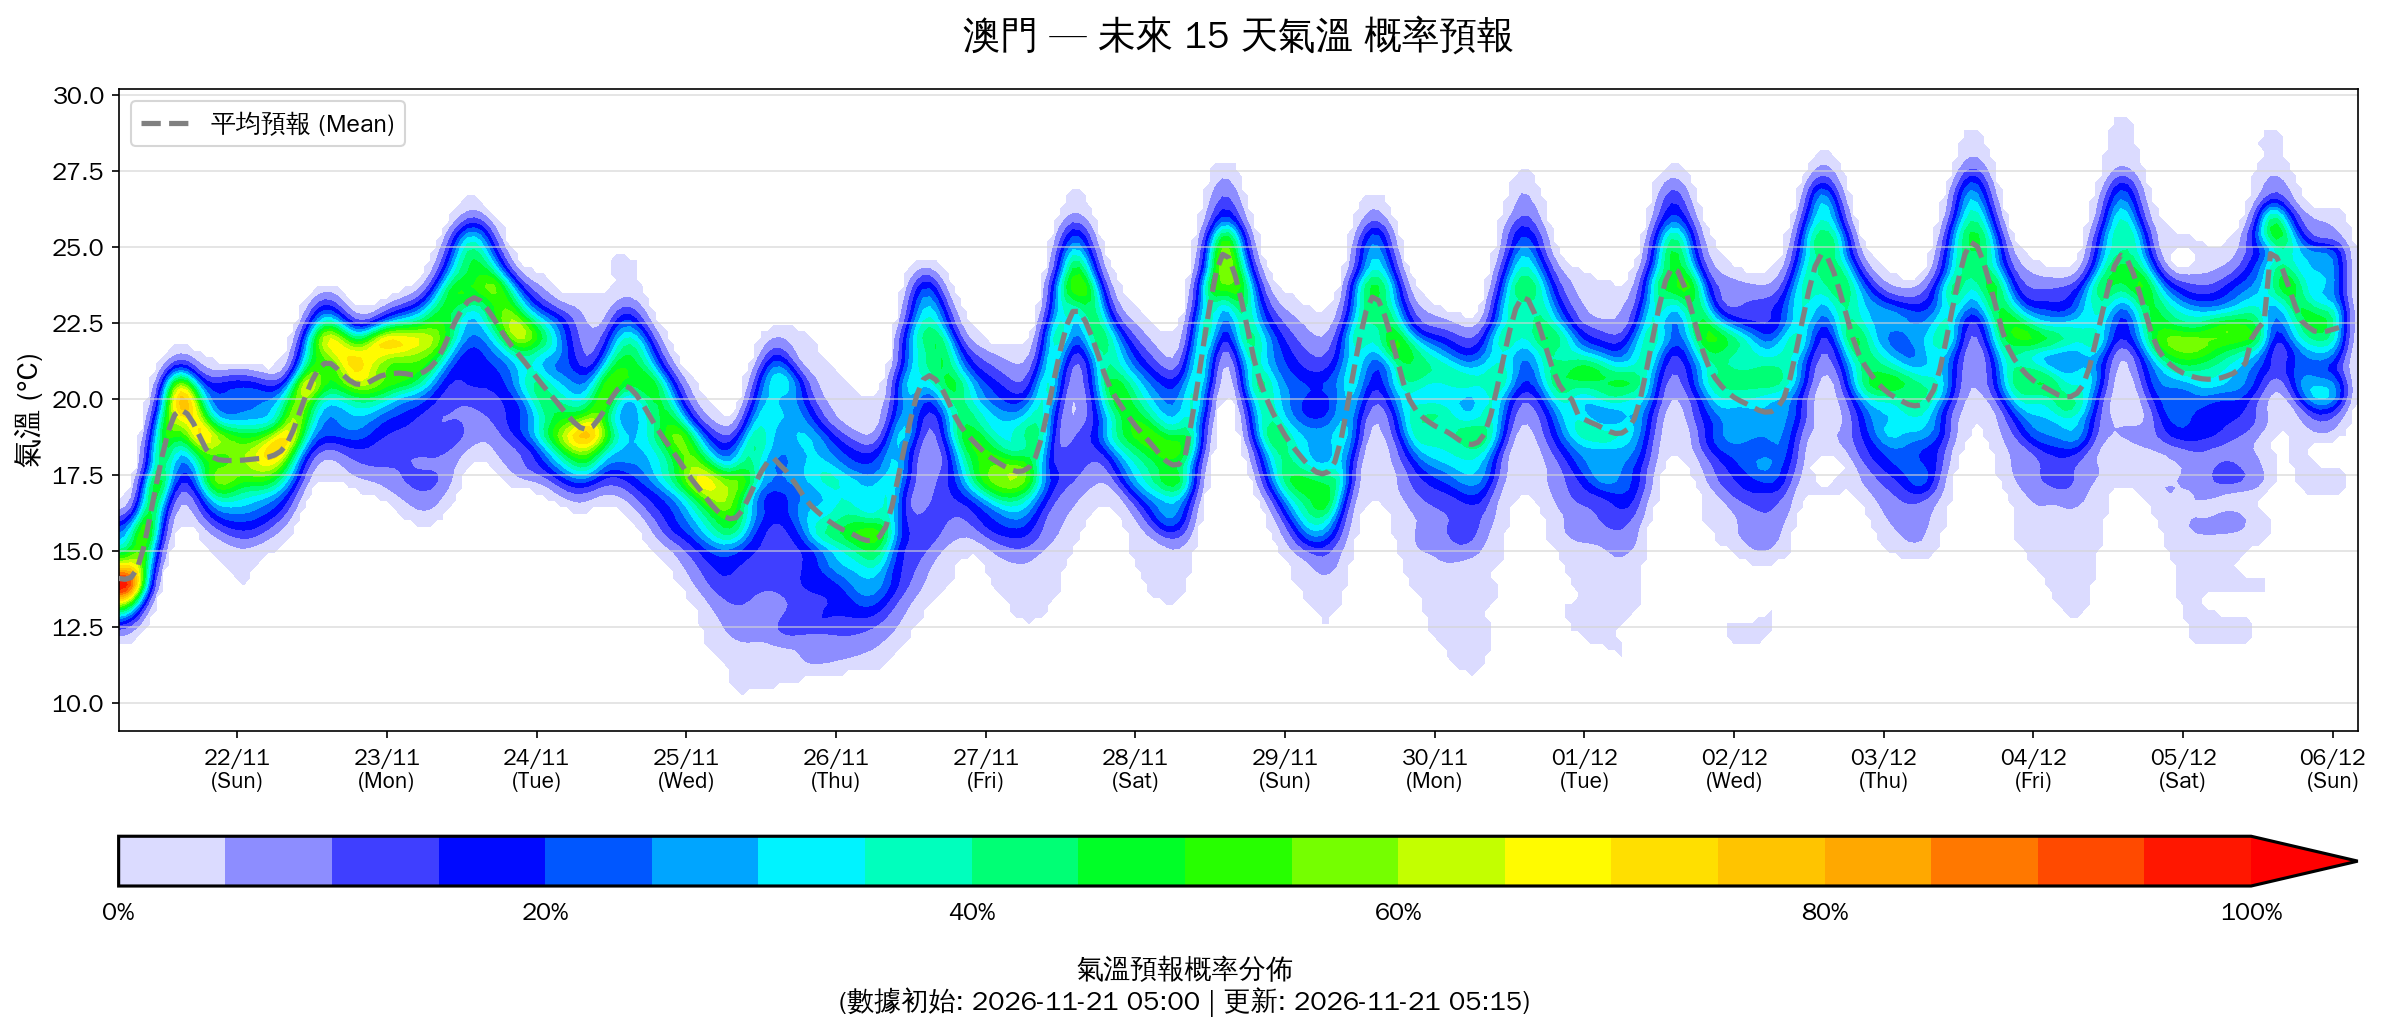 澳門 — 未來 15 天氣溫 概率預報
30.0
27.5
25.0
22.5
20.0
17.5
15.0
12.5
10.0
氣溫 (°C)
平均預報 (Mean)
22/11 23/11 24/11 25/11 26/11 27/11 28/11 29/11 30/11 01/12 02/12 03/12 04/12 05/12 06/12
(Sun) (Mon) (Tue) (Wed) (Thu) (Fri) (Sat) (Sun) (Mon) (Tue) (Wed) (Thu) (Fri) (Sat) (Sun)
0% 20% 40% 60% 80% 100%
氣溫預報概率分佈
(數據初始: 2026-11-21 05:00 | 更新: 2026-11-21 05:15)